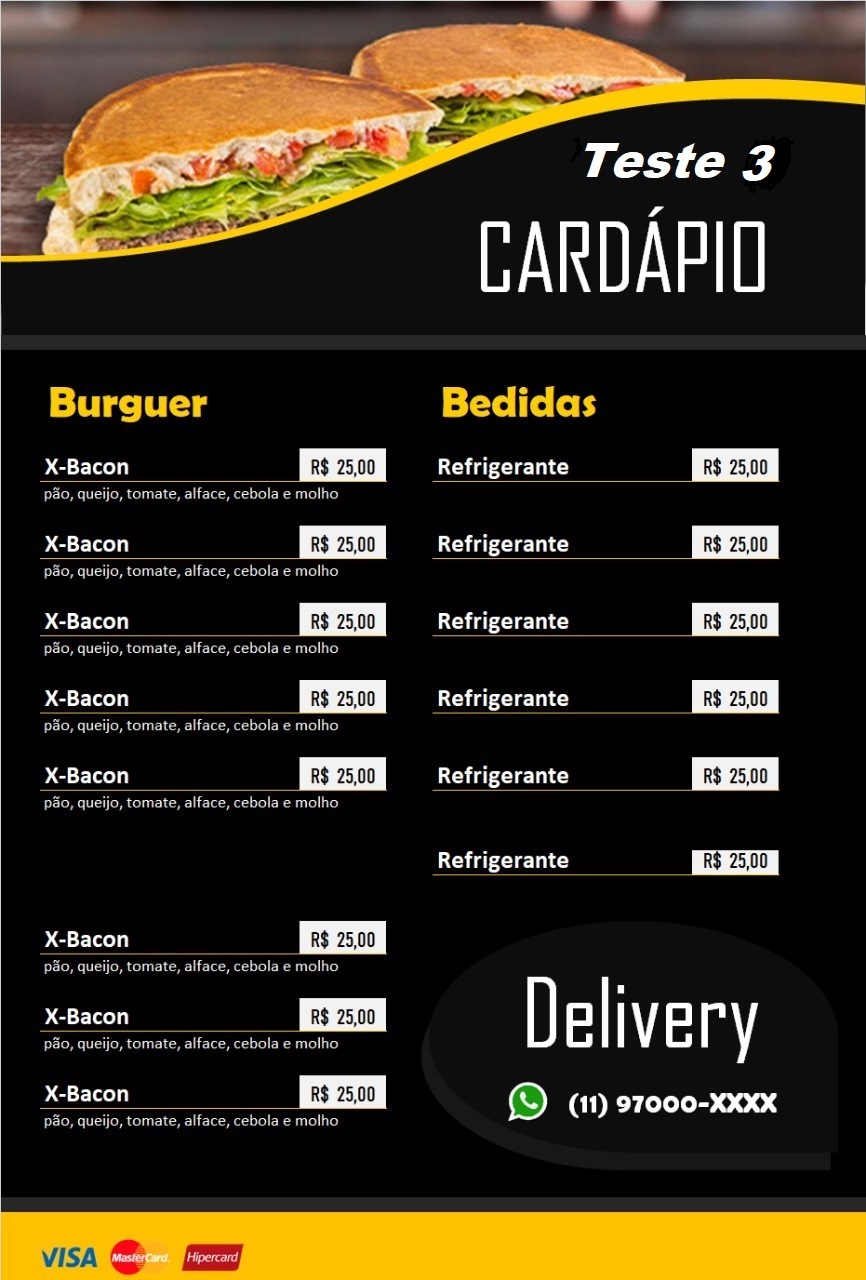 Teste 3
CARDÁPIO
Burguer
X-Bacon R$ 25,00
pão, queijo, tomate, alface, cebola e molho
X-Bacon R$ 25,00
pão, queijo, tomate, alface, cebola e molho
X-Bacon R$ 25,00
pão, queijo, tomate, alface, cebola e molho
X-Bacon R$ 25,00
pão, queijo, tomate, alface, cebola e molho
X-Bacon R$ 25,00
pão, queijo, tomate, alface, cebola e molho
X-Bacon R$ 25,00
pão, queijo, tomate, alface, cebola e molho
X-Bacon R$ 25,00
pão, queijo, tomate, alface, cebola e molho
X-Bacon R$ 25,00
pão, queijo, tomate, alface, cebola e molho
Bedidas
Refrigerante R$ 25,00
Refrigerante R$ 25,00
Refrigerante R$ 25,00
Refrigerante R$ 25,00
Refrigerante R$ 25,00
Refrigerante R$ 25,00
Delivery
(11) 97000-XXXX
VISA MasterCard Hipercard